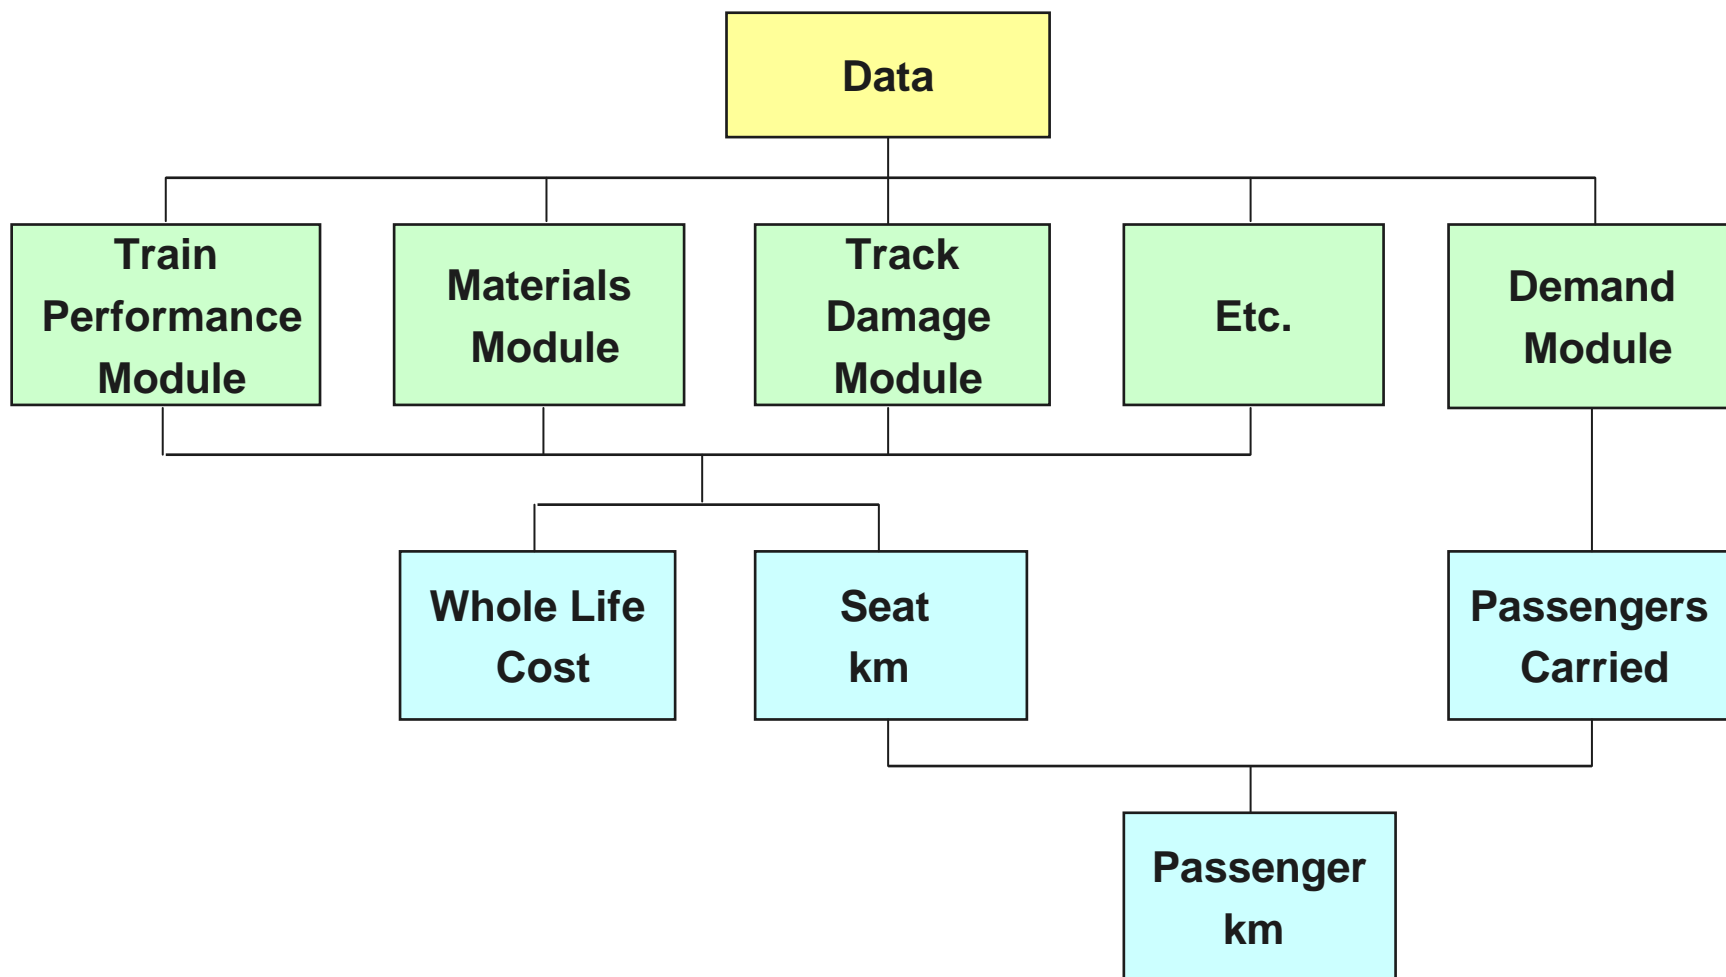 Data
Train
Performance
Module
Materials
Module
Track
Damage
Module
Etc.
Demand
Module
Whole Life
Cost
Seat
km
Passengers
Carried
Passenger
km